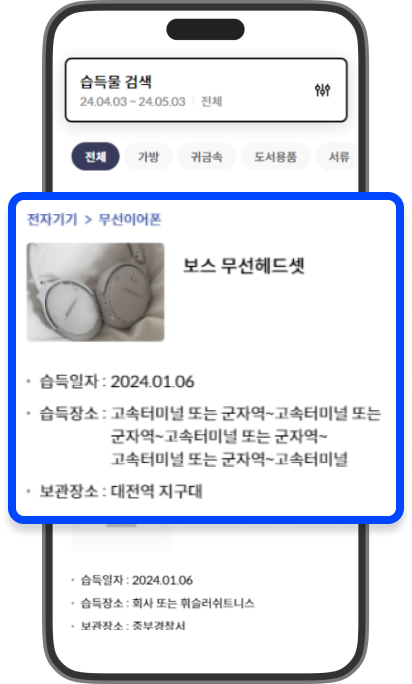 습득물 검색
24.04.03 ~ 24.05.03 | 전체
전체 가방 귀금속 도서용품 서류
전자기기 > 무선이어폰
보스 무선헤드셋
• 습득일자 : 2024.01.06
• 습득장소 : 고속터미널 또는 군자역~고속터미널 또는
군자역~고속터미널 또는 군자역~
고속터미널 또는 군자역~고속터미널
• 보관장소 : 대전역 지구대
• 습득일자 : 2024.01.06
• 습득장소 : 회사 또는 휘슬러쉬트니스
• 보관장소 : 중부경찰서